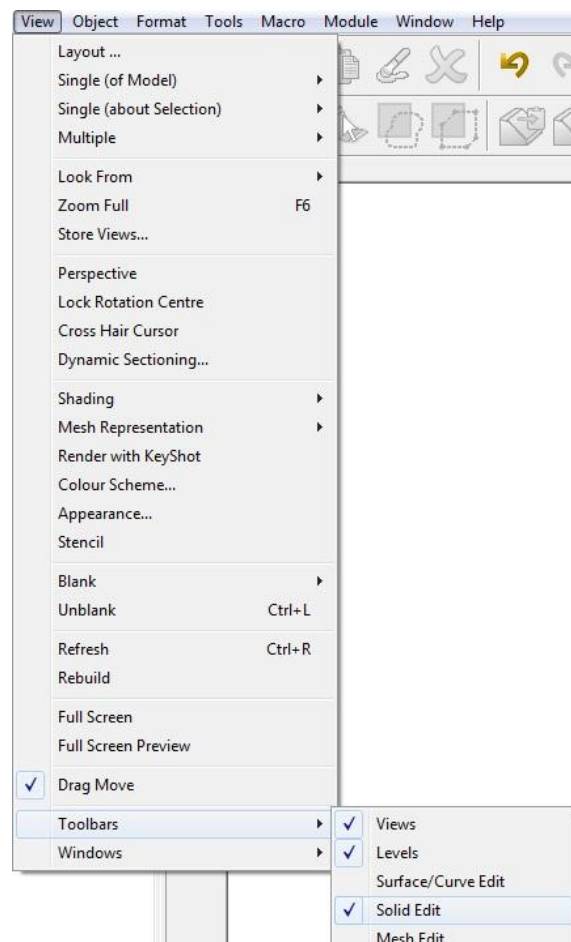 View Object Format Tools Macro Module Window Help
Layout ...
Single (of Model)
Single (about Selection)
Multiple
Look From
Zoom Full F6
Store Views...
Perspective
Lock Rotation Centre
Cross Hair Cursor
Dynamic Sectioning...
Shading
Mesh Representation
Render with KeyShot
Colour Scheme...
Appearance...
Stencil
Blank
Unblank Ctrl+L
Refresh Ctrl+R
Rebuild
Full Screen
Full Screen Preview
Drag Move
Toolbars
Windows
Views
Levels
Surface/Curve Edit
Solid Edit
Mesh Edit